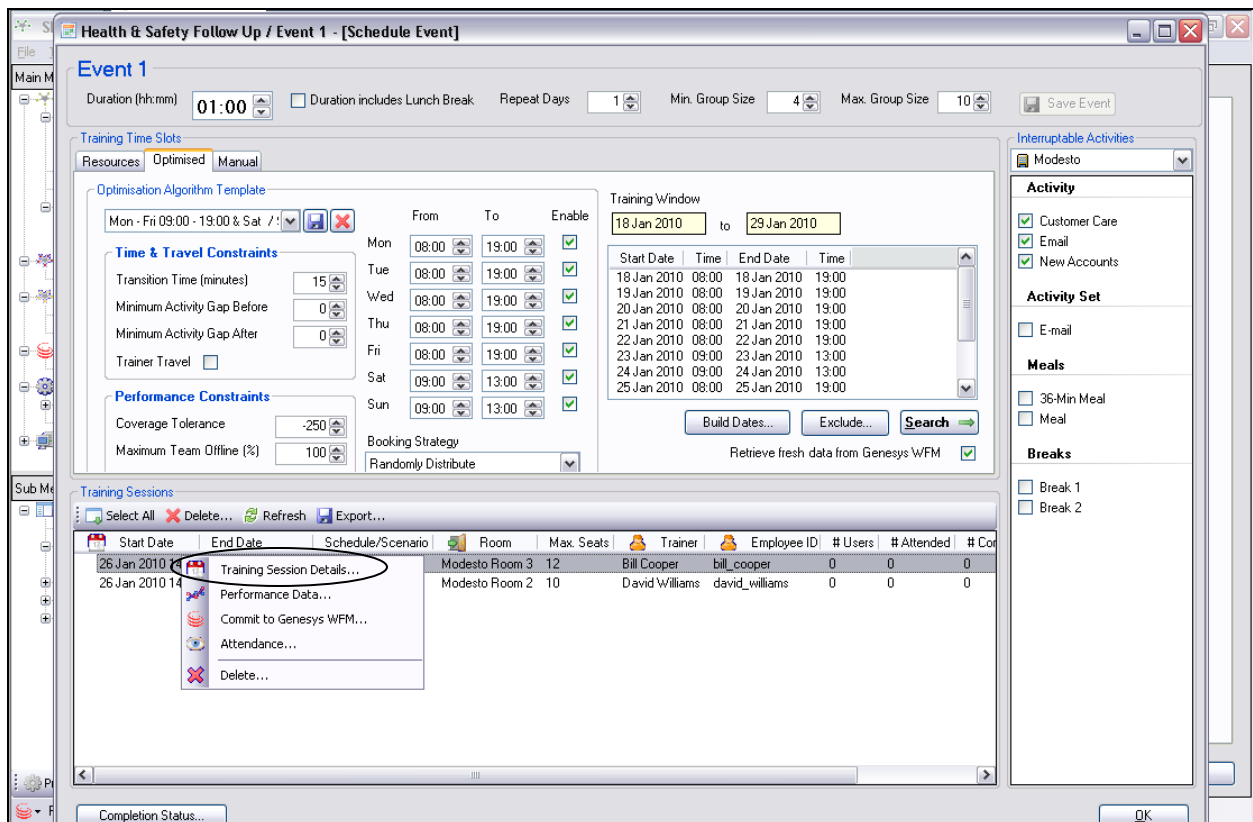 Health & Safety Follow Up / Event 1 - [Schedule Event]
File
Main M
Event 1
Duration (hh:mm) 01:00 Duration includes Lunch Break Repeat Days 1 Min. Group Size 4 Max. Group Size 10 Save Event
Training Time Slots
Resources Optimised Manual
Optimisation Algorithm Template
Mon - Fri 09:00 - 19:00 & Sat
Time & Travel Constraints
Transition Time (minutes) 15
Minimum Activity Gap Before 0
Minimum Activity Gap After 0
Trainer Travel
Performance Constraints
Coverage Tolerance -250
Maximum Team Offline (%) 100
From To Enable
Mon 08:00 19:00
Tue 08:00 19:00
Wed 08:00 19:00
Thu 08:00 19:00
Fri 08:00 19:00
Sat 09:00 13:00
Sun 09:00 13:00
Booking Strategy
Randomly Distribute
Training Window
18 Jan 2010 to 29 Jan 2010
Start Date Time End Date Time
18 Jan 2010 08:00 18 Jan 2010 19:00
19 Jan 2010 08:00 19 Jan 2010 19:00
20 Jan 2010 08:00 20 Jan 2010 19:00
21 Jan 2010 08:00 21 Jan 2010 19:00
22 Jan 2010 08:00 22 Jan 2010 19:00
23 Jan 2010 09:00 23 Jan 2010 13:00
24 Jan 2010 09:00 24 Jan 2010 13:00
25 Jan 2010 08:00 25 Jan 2010 19:00
Build Dates... Exclude... Search
Retrieve fresh data from Genesys WFM
Interruptable Activities
Modesto
Activity
Customer Care
Email
New Accounts
Activity Set
E-mail
Meals
36-Min Meal
Meal
Breaks
Break 1
Break 2
Sub Me
Training Sessions
Select All Delete... Refresh Export...
Start Date End Date Schedule/Scenario Room Max. Seats Trainer Employee ID # Users # Attended # Cor
26 Jan 2010 14 Modesto Room 3 12 Bill Cooper bill_cooper 0 0 0
26 Jan 2010 14 Modesto Room 2 10 David Williams david_williams 0 0 0
Training Session Details...
Performance Data...
Commit to Genesys WFM...
Attendance...
Delete...
Completion Status... OK